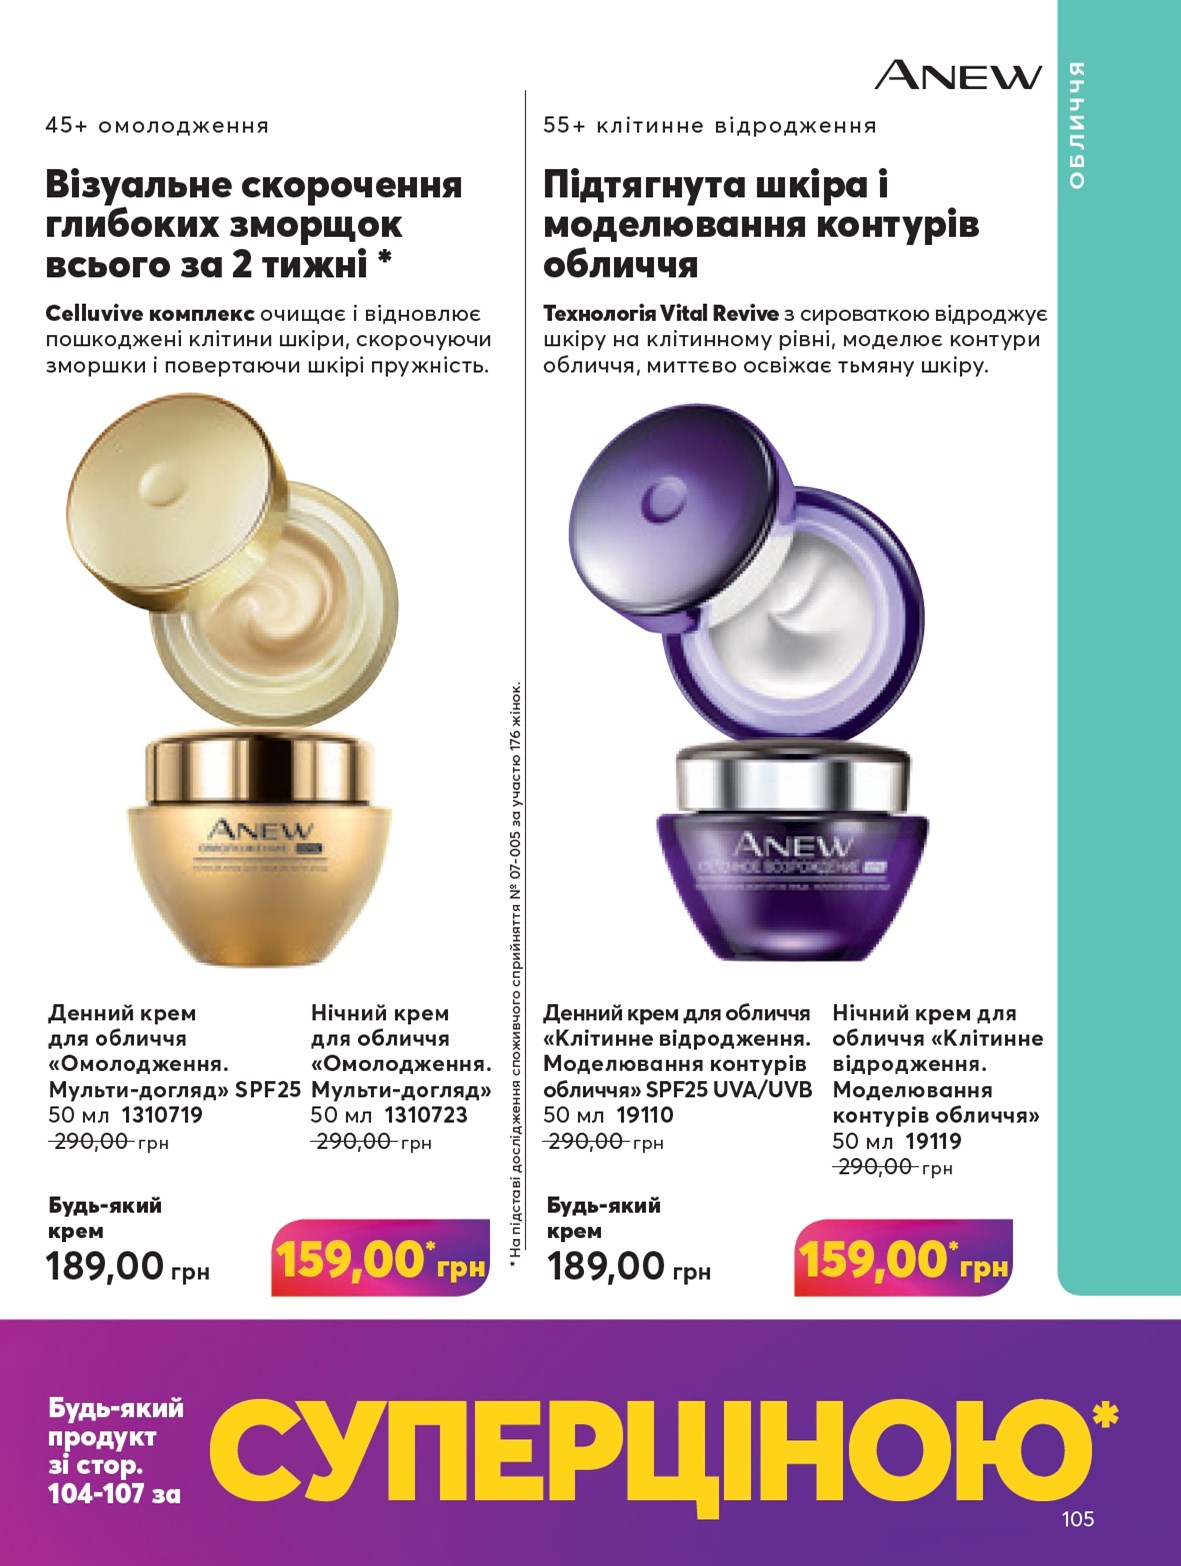 ANEW
ОБЛИЧЧЯ
45+ омолодження
Візуальне скорочення
глибоких зморщок
всього за 2 тижні *
Celluvive комплекс очищає і відновлює
пошкоджені клітини шкіри, скорочуючи
зморшки і повертаючи шкірі пружність.
55+ клітинне відродження
Підтягнута шкіра і
моделювання контурів
обличчя
Технологія Vital Revive з сироваткою відроджує
шкіру на клітинному рівні, моделює контури
обличчя, миттєво освіжає тьмяну шкіру.
ANEW
ОМОЛОЖЕНИЕ
ANEW
КЛЕТОЧНОЕ ВОЗРОЖДЕНИЕ
* На підставі дослідження споживчого сприйняття № 07-005 за участю 176 жінок.
Денний крем
для обличчя
«Омолодження.
Мульти-догляд» SPF25
50 мл 1310719
290,00 грн
Нічний крем
для обличчя
«Омолодження.
Мульти-догляд»
50 мл 1310723
290,00 грн
Будь-який
крем
189,00 грн
159,00* грн
Денний крем для обличчя
«Клітинне відродження.
Моделювання контурів
обличчя» SPF25 UVA/UVB
50 мл 19110
290,00 грн
Нічний крем для
обличчя «Клітинне
відродження.
Моделювання
контурів обличчя»
50 мл 19119
290,00 грн
Будь-який
крем
189,00 грн
159,00* грн
Будь-який
продукт
зі стор.
104-107 за
СУПЕРЦІНОЮ*
105